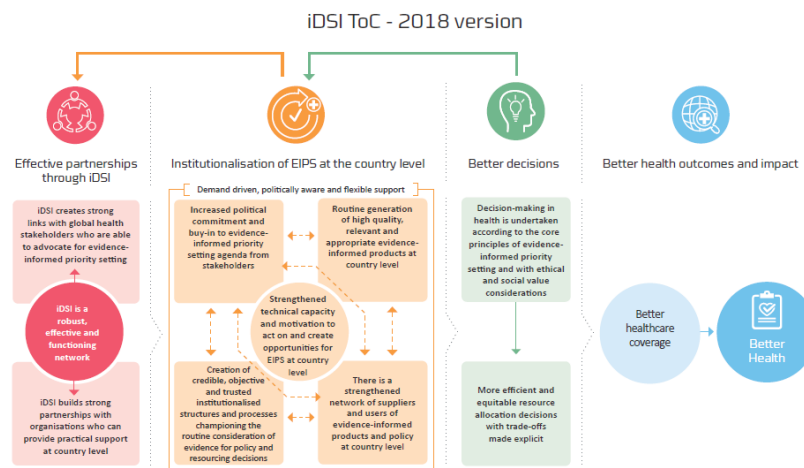 iDSI ToC - 2018 version
Effective partnerships
through iDSI
Institutionalisation of EIPS at the country level
Better decisions
Better health outcomes and impact
Demand driven, politically aware and flexible support
iDSI creates strong
links with global health
stakeholders who are able
to advocate for evidence-
informed priority setting
iDSI is a
robust,
effective and
functioning
network
iDSI builds strong
partnerships with
organisations who can
provide practical support
at country level
Increased political
commitment and
buy-in to evidence-
informed priority
setting agenda from
stakeholders
Routine generation
of high quality,
relevant and
appropriate evidence-
informed products at
country level
Strengthened
technical capacity
and motivation to
act on and create
opportunities for
EIPS at country
level
Creation of
credible, objective
and trusted
institutionalised
structures and processes
championing the
routine consideration of
evidence for policy and
resourcing decisions
There is a
strengthened
network of suppliers
and users of
evidence-informed
products and policy
at country level
Decision-making in
health is undertaken
according to the core
principles of evidence-
informed priority
setting and with ethical
and social value
considerations
More efficient and
equitable resource
allocation decisions
with trade-offs
made explicit
Better
healthcare
coverage
Better
Health